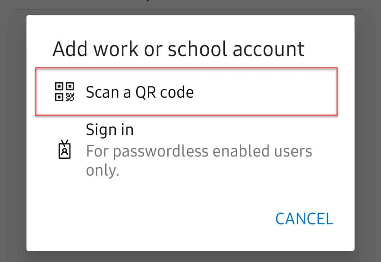 Add work or school account
Scan a QR code
Sign in
For passwordless enabled users
only.
CANCEL